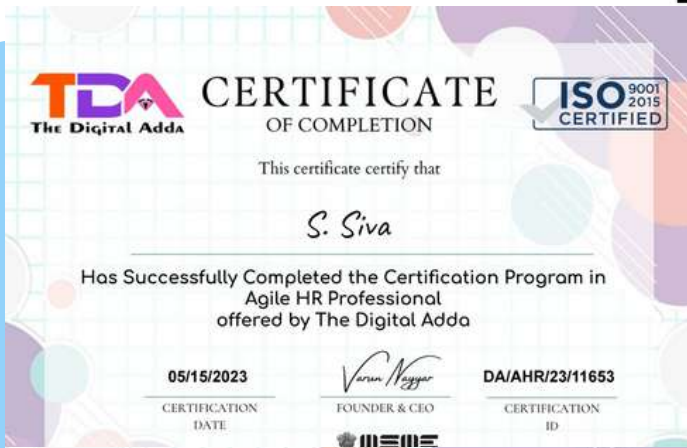 TDA
The Digital Adda
CERTIFICATE
OF COMPLETION
ISO 9001
2015
CERTIFIED
This certificate certify that
S. Siva
Has Successfully Completed the Certification Program in
Agile HR Professional
offered by The Digital Adda
05/15/2023
CERTIFICATION
DATE
Varun Nayyar
FOUNDER & CEO
DA/AHR/23/11653
CERTIFICATION
ID